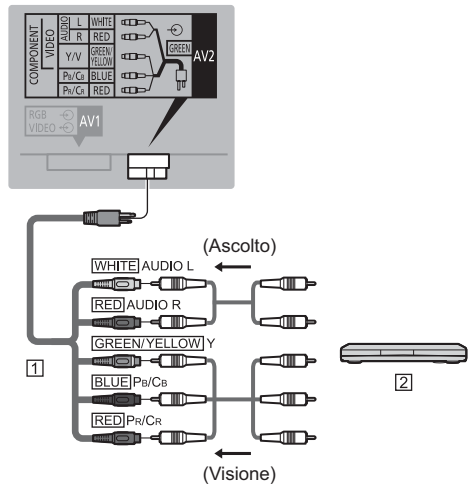 COMPONENT
VIDEO
AUDIO
L WHITE
R RED
Y/V GREEN/
YELLOW
PB/CB BLUE
PR/CR RED
GREEN
AV2
RGB
VIDEO
AV1
(Ascolto)
WHITE AUDIO L
RED AUDIO R
GREEN/YELLOW Y
1
BLUE PB/CB
2
RED PR/CR
(Visione)